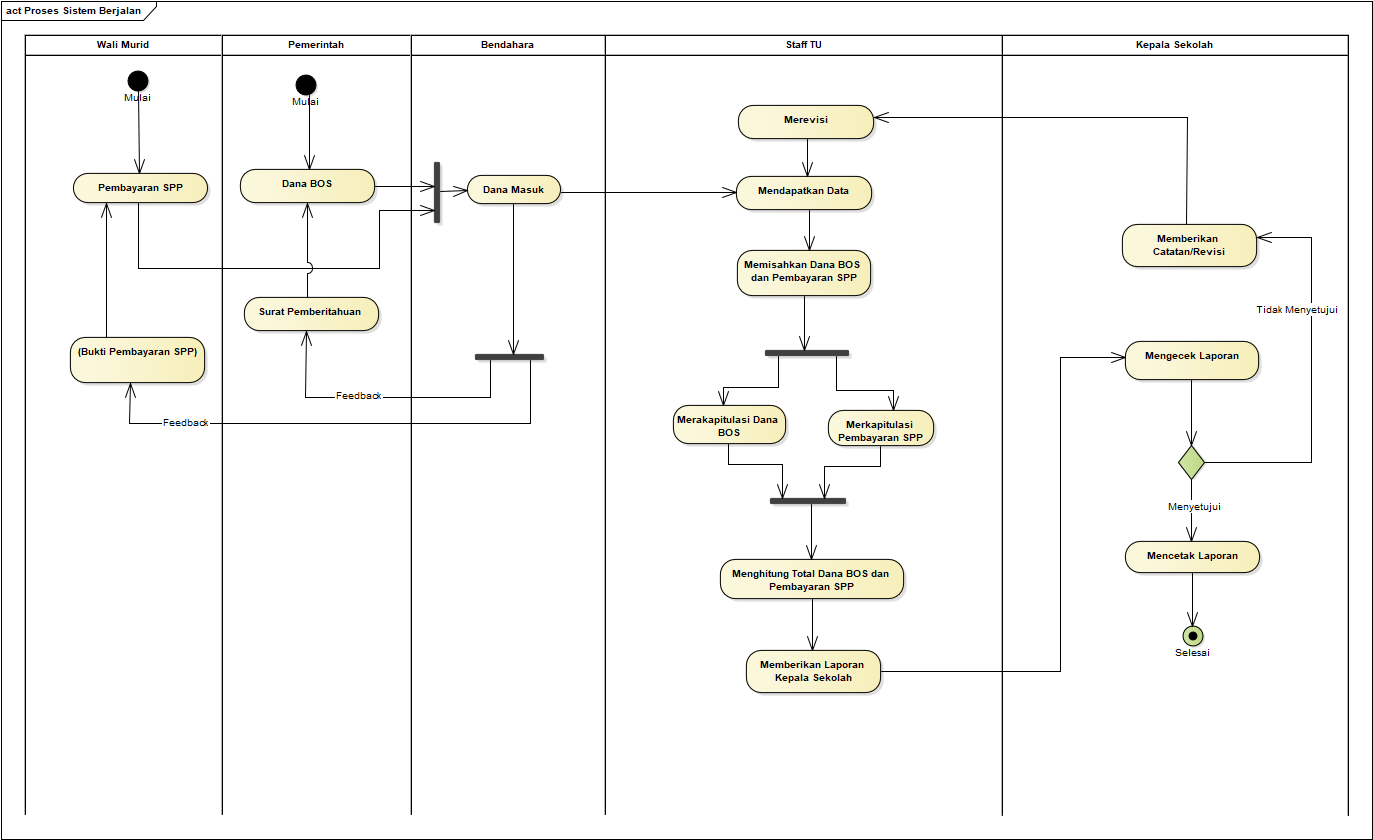 act Proses Sistem Berjalan
Wali Murid
Pemerintah
Bendahara
Staff TU
Kepala Sekolah
Mulai
Mulai
Merevisi
Pembayaran SPP
Dana BOS
Dana Masuk
Mendapatkan Data
Memberikan
Catatan/Revisi
Memisahkan Dana BOS
dan Pembayaran SPP
Surat Pemberitahuan
Tidak Menyetujui
(Bukti Pembayaran SPP)
Mengecek Laporan
Feedback
Feedback
Merakapitulasi Dana
BOS
Merkapitulasi
Pembayaran SPP
Menyetujui
Mencetak Laporan
Menghitung Total Dana BOS dan
Pembayaran SPP
Selesai
Memberikan Laporan
Kepala Sekolah